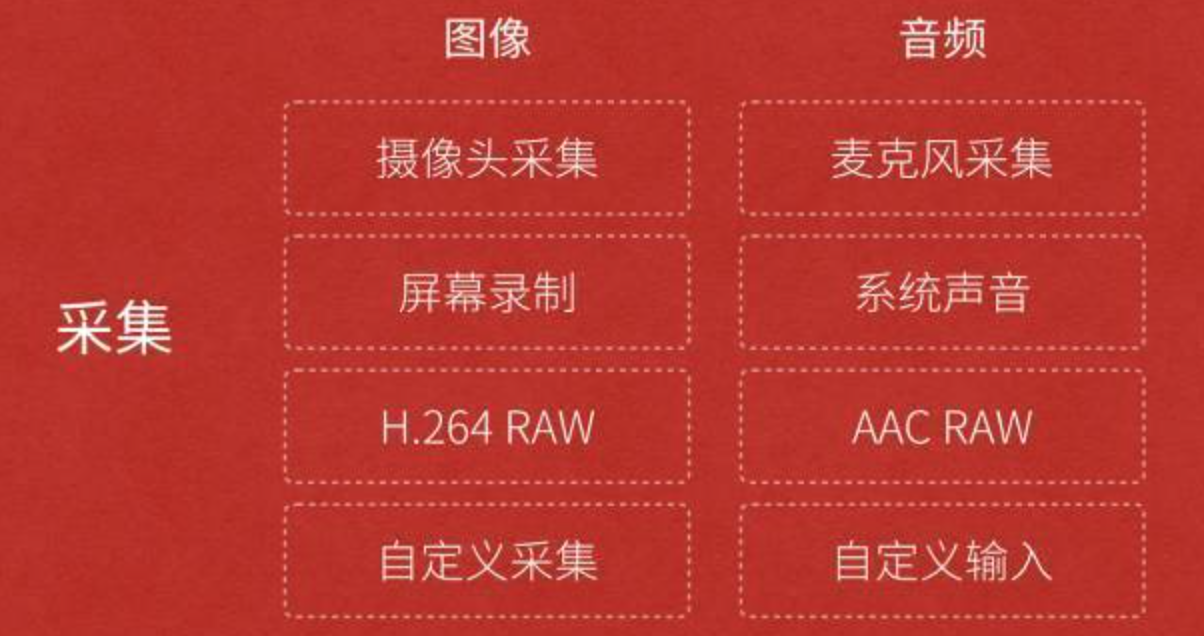 图像 音频
摄像头采集 麦克风采集
屏幕录制 系统声音
采集
H.264 RAW AAC RAW
自定义采集 自定义输入